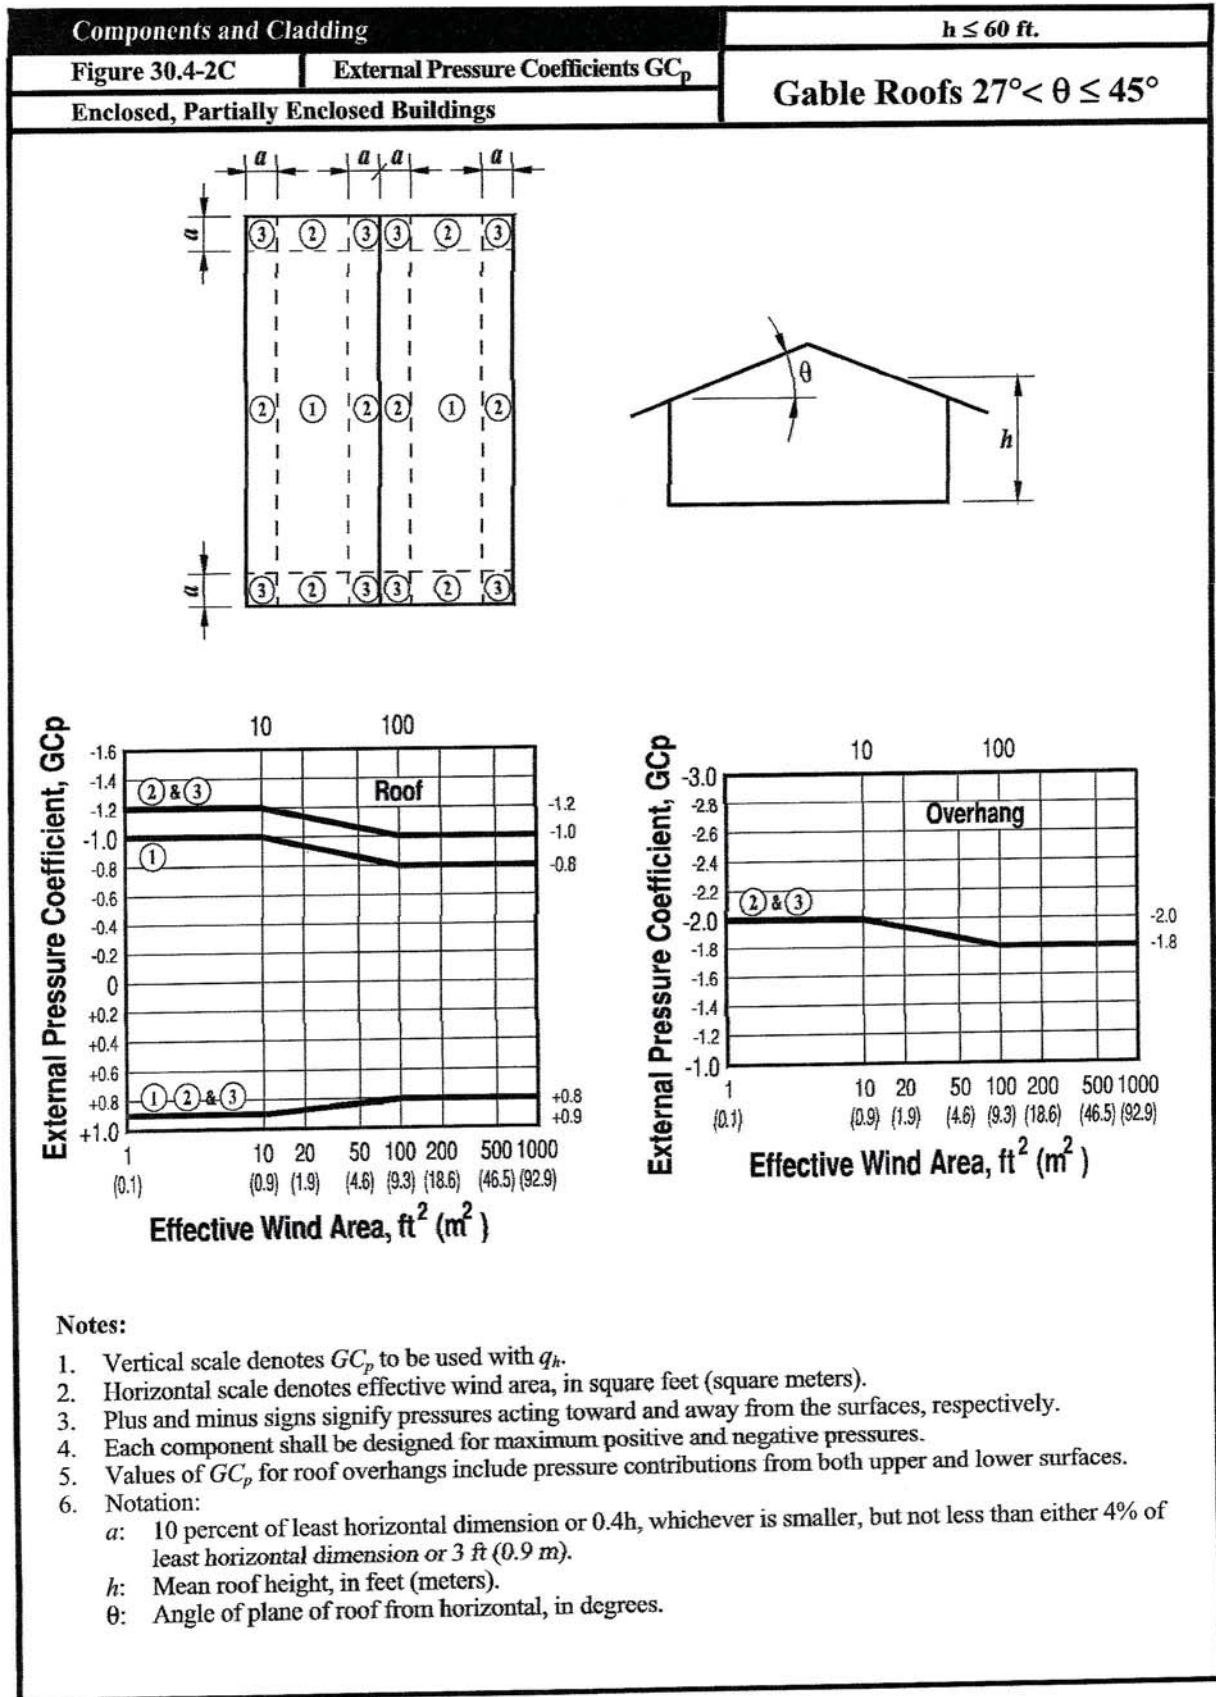 Components and Cladding
h ≤ 60 ft.
Figure 30.4-2C
External Pressure Coefficients GCp
Gable Roofs 27°< θ ≤ 45°
Enclosed, Partially Enclosed Buildings
a a a a
a
3 2 3 3 2 3
2 1 2 2 1 2
a
3 2 3 3 2 3
θ
h
External Pressure Coefficient, GCp
10 100
-1.6
-1.4
-1.2
-1.0
-0.8
-0.6
-0.4
-0.2
0
+0.2
+0.4
+0.6
+0.8
+1.0
Roof
2 & 3
1
1 2 & 3
-1.2
-1.0
-0.8
+0.8
+0.9
1 10 20 50 100 200 500 1000
(0.1) (0.9) (1.9) (4.6) (9.3) (18.6) (46.5) (92.9)
Effective Wind Area, ft² (m² )
External Pressure Coefficient, GCp
10 100
-3.0
-2.8
-2.6
-2.4
-2.2
-2.0
-1.8
-1.6
-1.4
-1.2
-1.0
Overhang
2 & 3
-2.0
-1.8
1 10 20 50 100 200 500 1000
(0.1) (0.9) (1.9) (4.6) (9.3) (18.6) (46.5) (92.9)
Effective Wind Area, ft² (m² )
Notes:
1. Vertical scale denotes GCp to be used with qh.
2. Horizontal scale denotes effective wind area, in square feet (square meters).
3. Plus and minus signs signify pressures acting toward and away from the surfaces, respectively.
4. Each component shall be designed for maximum positive and negative pressures.
5. Values of GCp for roof overhangs include pressure contributions from both upper and lower surfaces.
6. Notation:
a: 10 percent of least horizontal dimension or 0.4h, whichever is smaller, but not less than either 4% of
least horizontal dimension or 3 ft (0.9 m).
h: Mean roof height, in feet (meters).
θ: Angle of plane of roof from horizontal, in degrees.